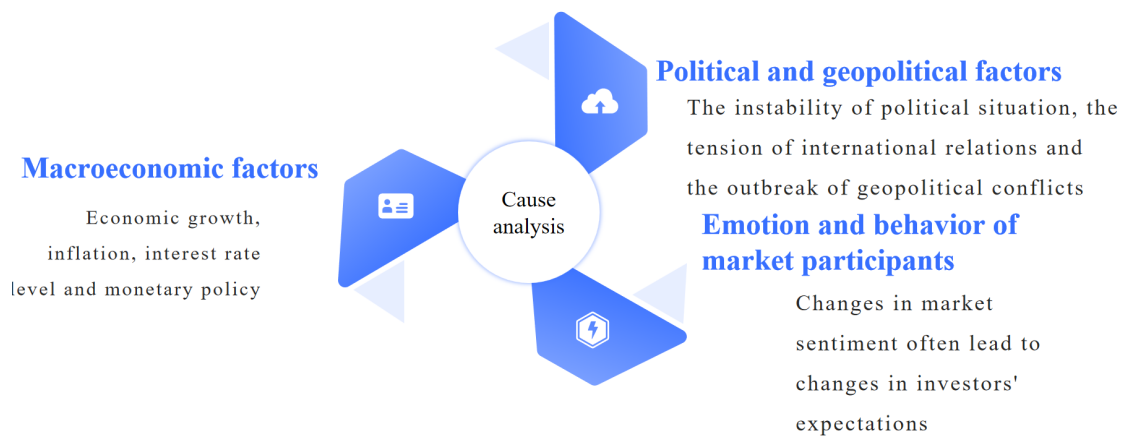 Political and geopolitical factors
The instability of political situation, the
tension of international relations and
the outbreak of geopolitical conflicts
Macroeconomic factors
Economic growth,
inflation, interest rate
level and monetary policy
Cause
analysis
Emotion and behavior of
market participants
Changes in market
sentiment often lead to
changes in investors'
expectations